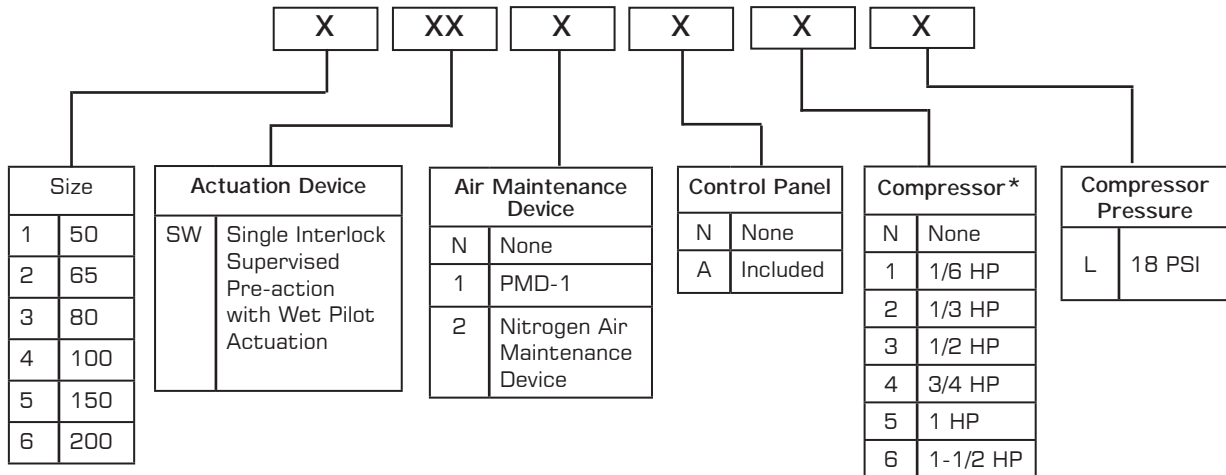 X XX X X X X
Size
1 50
2 65
3 80
4 100
5 150
6 200
Actuation Device
SW Single Interlock
Supervised
Pre-action
with Wet Pilot
Actuation
Air Maintenance
Device
N None
1 PMD-1
2 Nitrogen Air
Maintenance
Device
Control Panel
N None
A Included
Compressor*
N None
1 1/6 HP
2 1/3 HP
3 1/2 HP
4 3/4 HP
5 1 HP
6 1-1/2 HP
Compressor
Pressure
L 18 PSI